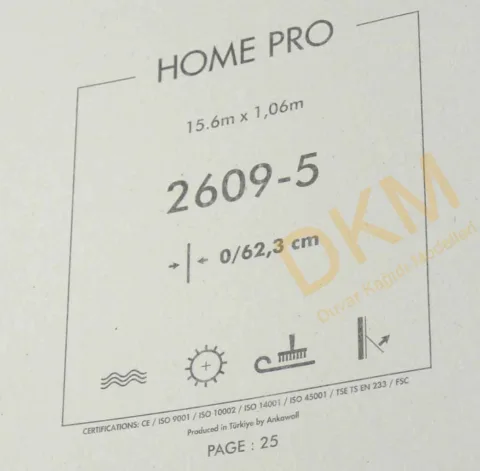 HOME PRO
15.6m x 1,06m
2609-5
0/62,3 cm
DKM
Duvar Kağıdı Modelleri
CERTIFICATIONS: CE / ISO 9001 / ISO 10002 / ISO 14001 / ISO 45001 / TSE TS EN 233 / FSC
Produced in Türkiye by Ankawall
PAGE : 25